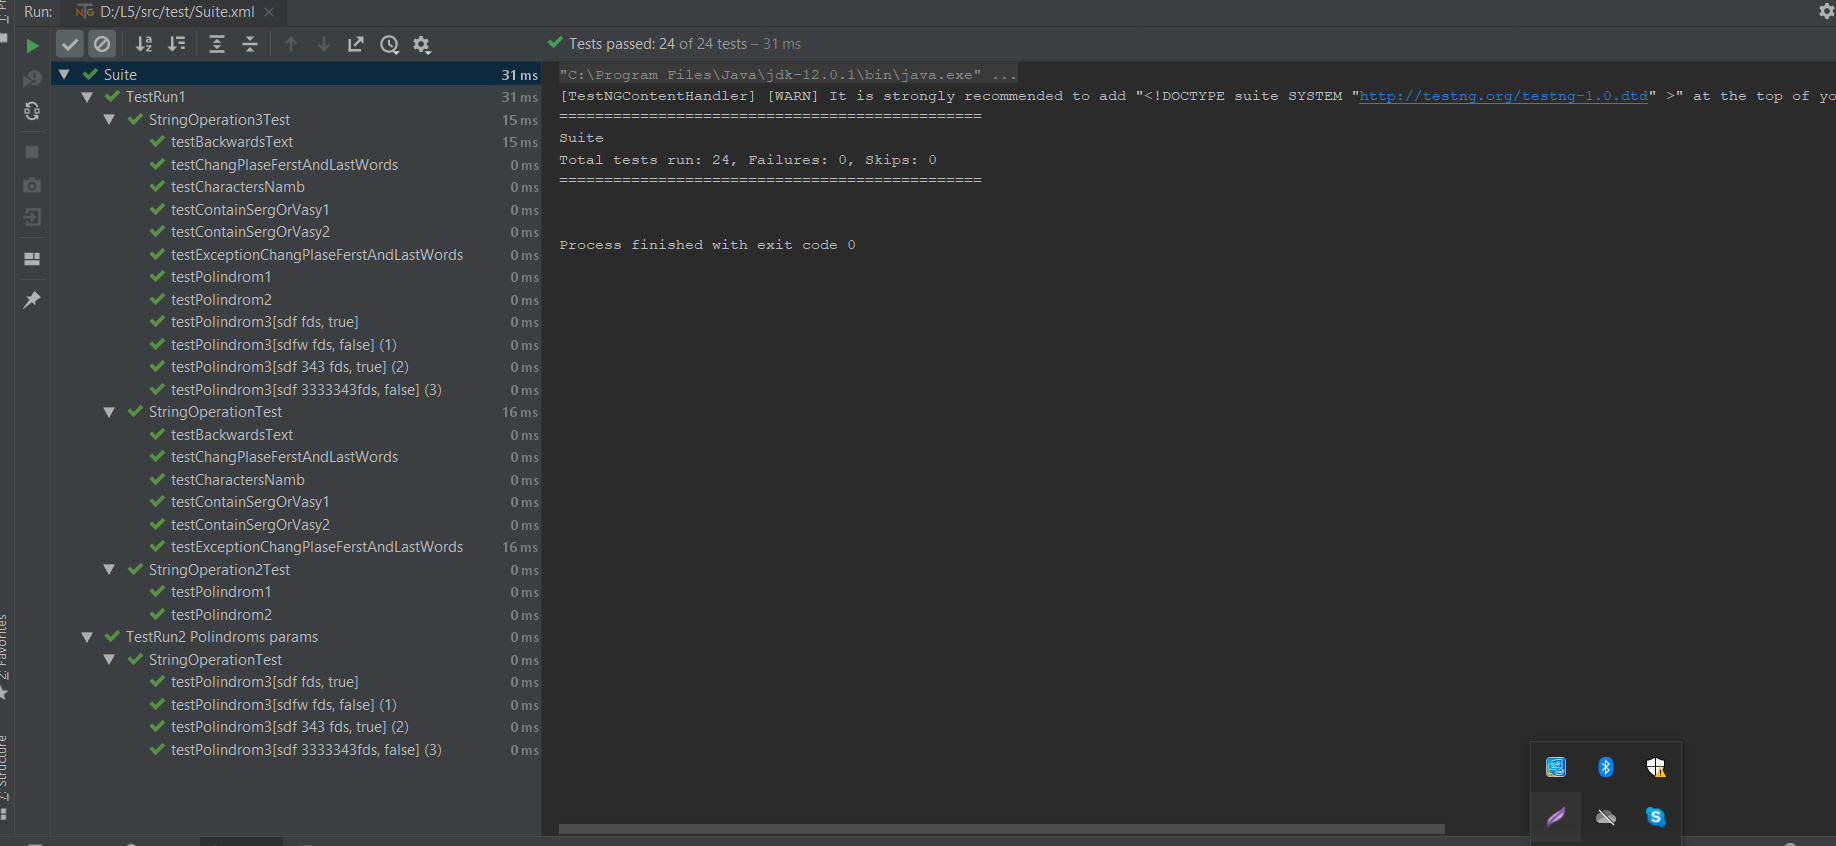 Run: D:/L5/src/test/Suite.xml
Tests passed: 24 of 24 tests – 31 ms
Suite 31 ms
TestRun1 31 ms
StringOperation3Test 15 ms
testBackwardsText 15 ms
testChangPlaseFerstAndLastWords 0 ms
testCharactersNamb 0 ms
testContainSergOrVasy1 0 ms
testContainSergOrVasy2 0 ms
testExceptionChangPlaseFerstAndLastWords 0 ms
testPolindrom1 0 ms
testPolindrom2 0 ms
testPolindrom3[sdf fds, true] 0 ms
testPolindrom3[sdfw fds, false] (1) 0 ms
testPolindrom3[sdf 343 fds, true] (2) 0 ms
testPolindrom3[sdf 3333343fds, false] (3) 0 ms
StringOperationTest 16 ms
testBackwardsText 0 ms
testChangPlaseFerstAndLastWords 0 ms
testCharactersNamb 0 ms
testContainSergOrVasy1 0 ms
testContainSergOrVasy2 0 ms
testExceptionChangPlaseFerstAndLastWords 16 ms
StringOperation2Test 0 ms
testPolindrom1 0 ms
testPolindrom2 0 ms
TestRun2 Polindroms params 0 ms
StringOperationTest 0 ms
testPolindrom3[sdf fds, true] 0 ms
testPolindrom3[sdfw fds, false] (1) 0 ms
testPolindrom3[sdf 343 fds, true] (2) 0 ms
testPolindrom3[sdf 3333343fds, false] (3) 0 ms
"C:\Program Files\Java\jdk-12.0.1\bin\java.exe" ...
[TestNGContentHandler] [WARN] It is strongly recommended to add "<!DOCTYPE suite SYSTEM "http://testng.org/testng-1.0.dtd" >" at the top of yo
===============================================
Suite
Total tests run: 24, Failures: 0, Skips: 0
===============================================
Process finished with exit code 0
2: Favorites
7: Structure